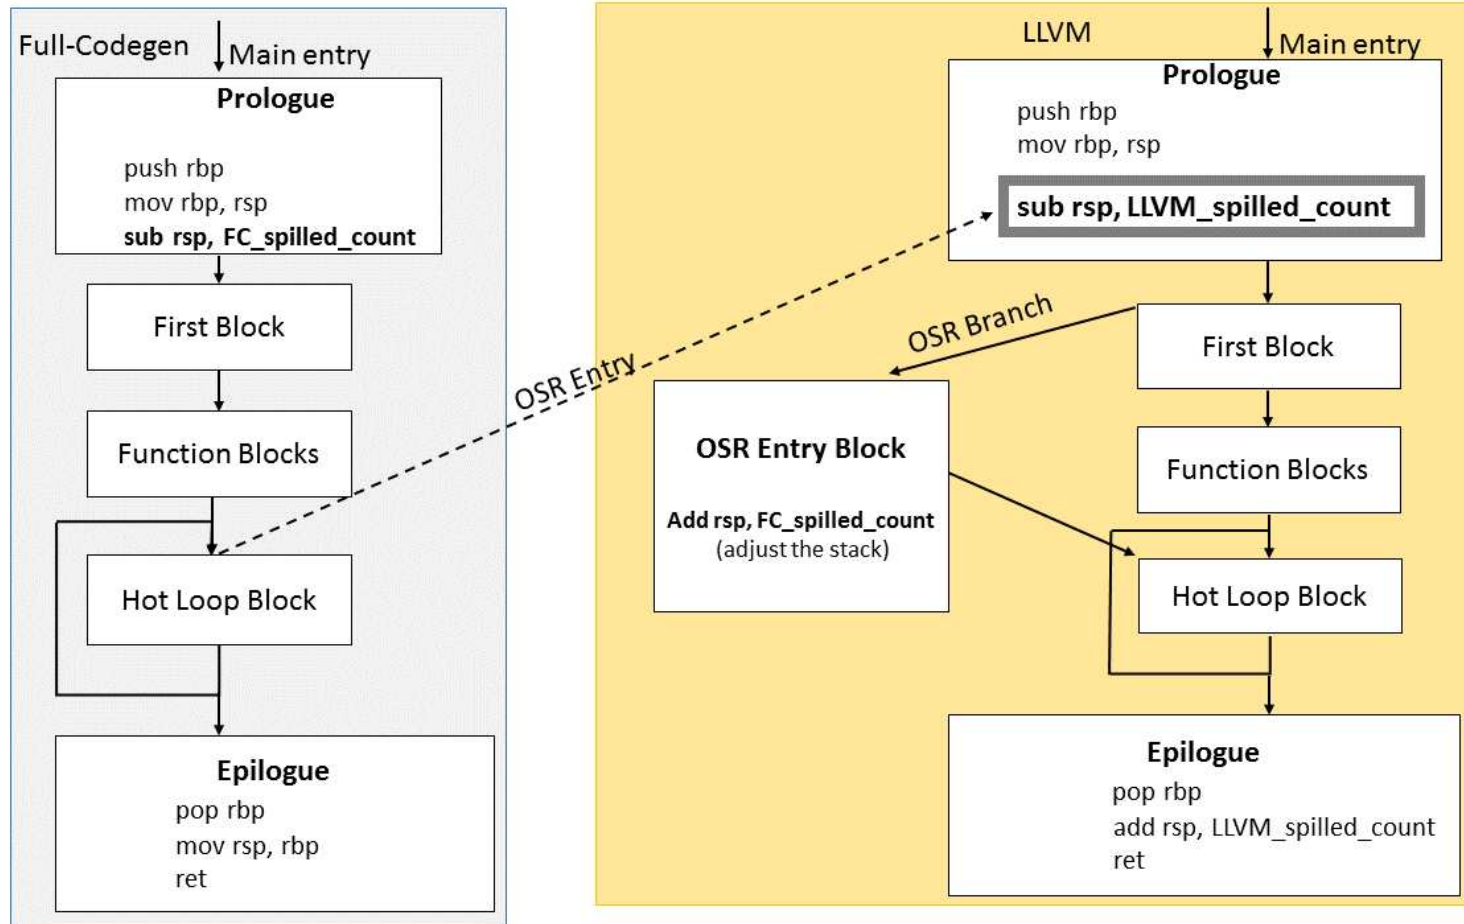 Full-Codegen
Main entry
Prologue
push rbp
mov rbp, rsp
sub rsp, FC_spilled_count
First Block
Function Blocks
Hot Loop Block
Epilogue
pop rbp
mov rsp, rbp
ret
OSR Entry
LLVM
Main entry
Prologue
push rbp
mov rbp, rsp
sub rsp, LLVM_spilled_count
OSR Branch
First Block
OSR Entry Block
Add rsp, FC_spilled_count
(adjust the stack)
Function Blocks
Hot Loop Block
Epilogue
pop rbp
add rsp, LLVM_spilled_count
ret